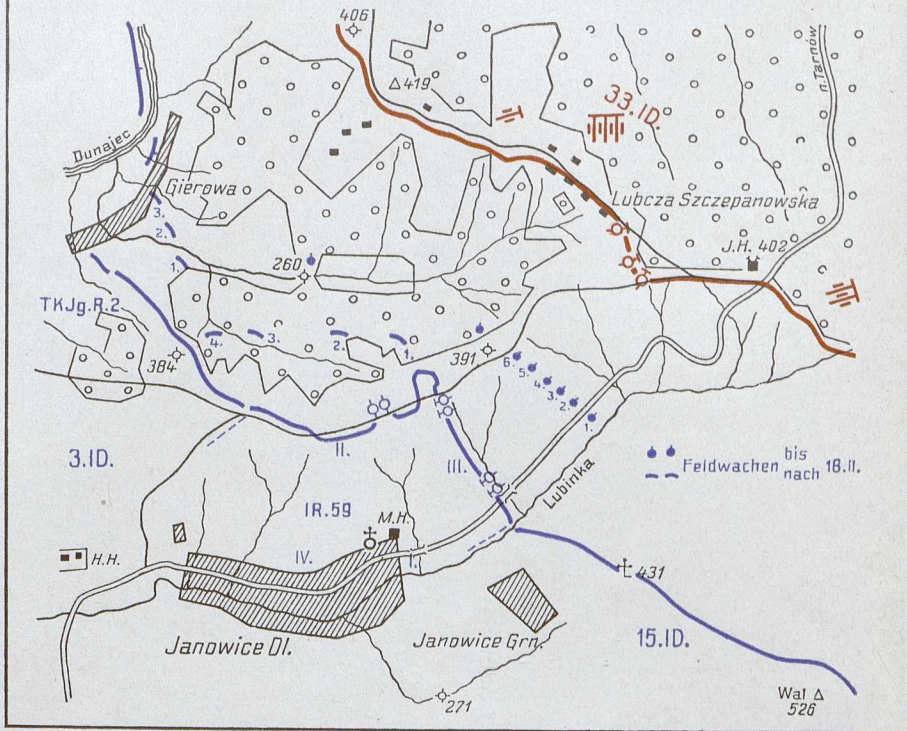 406
419
n. Tarnów
33. ID.
Dunajec
Gierowa
3.
2.
1.
Lubcza Szczepanowska
J.H. 402
260
TKJg.R.2
4.
3.
2.
1.
384
391
6.
5.
4.
3.
2.
1.
Feldwachen bis
nach 18.II.
3.ID.
II.
III.
IR.59
M.H.
Lubinka
IV.
I.
H.H.
431
Janowice Dl.
Janowice Grn.
15.ID.
271
Wal
526